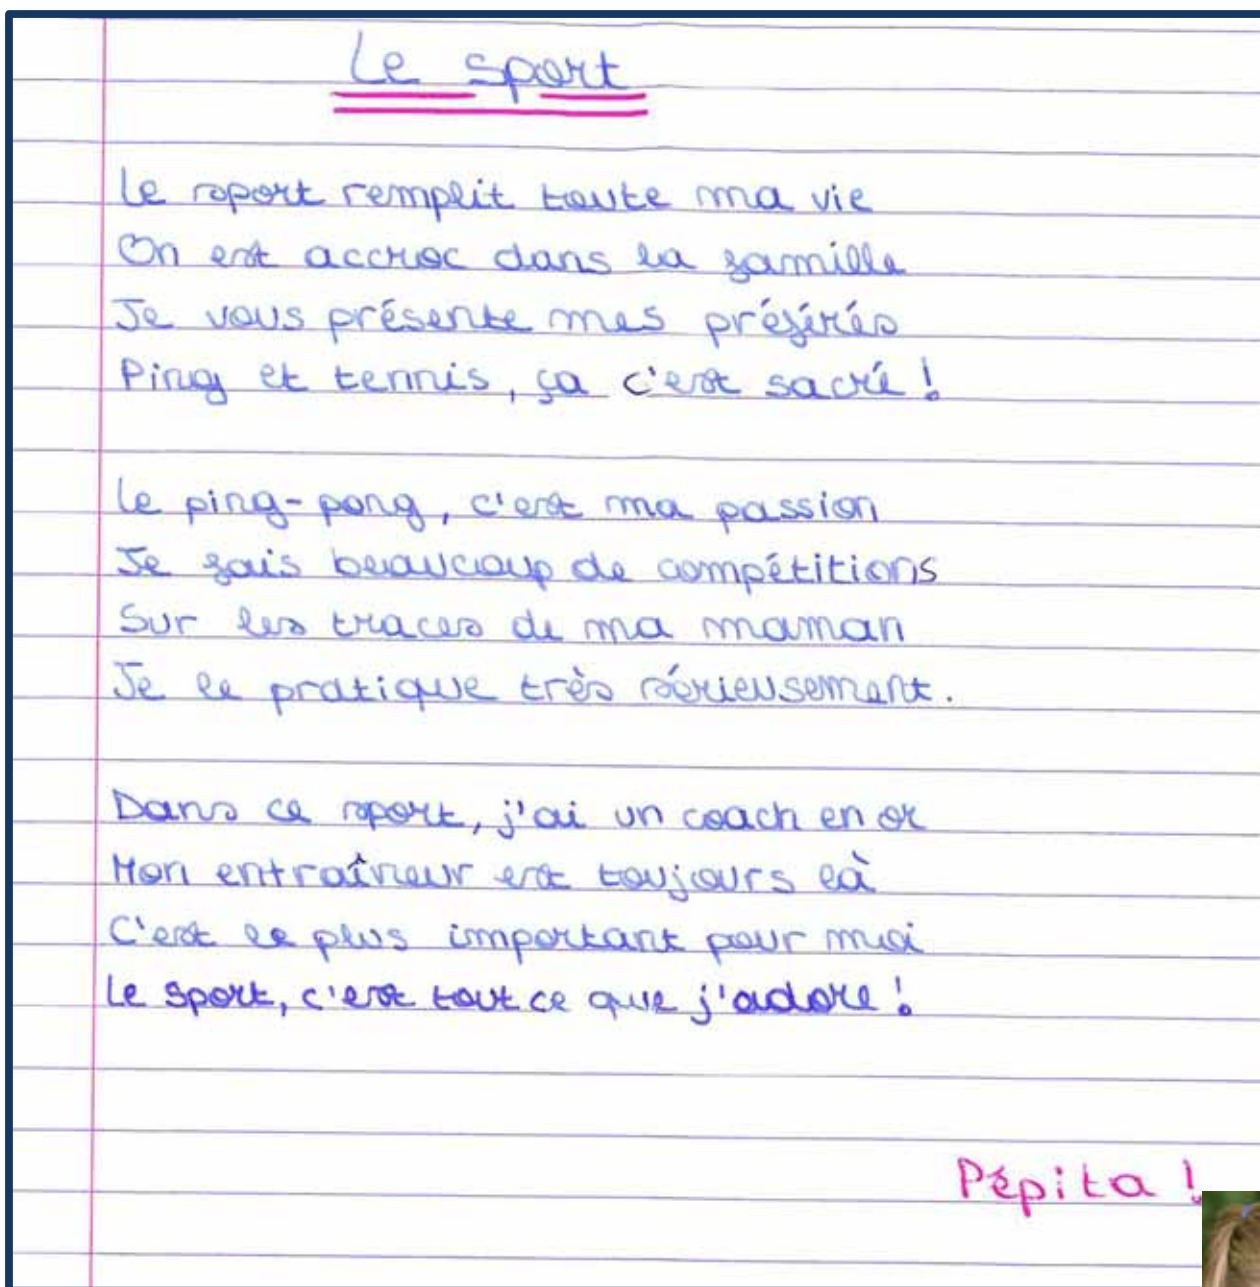 Le sport
Le sport remplit toute ma vie
On est accroc dans la famille
Je vous présente mes préférés
Ping et tennis, ça c'est sacré !
Le ping-pong, c'est ma passion
Je fais beaucoup de compétitions
Sur les traces de ma maman
Je le pratique très sérieusement.
Dans ce sport, j'ai un coach en or
Mon entraîneur est toujours là
C'est le plus important pour moi
Le sport, c'est tout ce que j'adore !
Pépita !